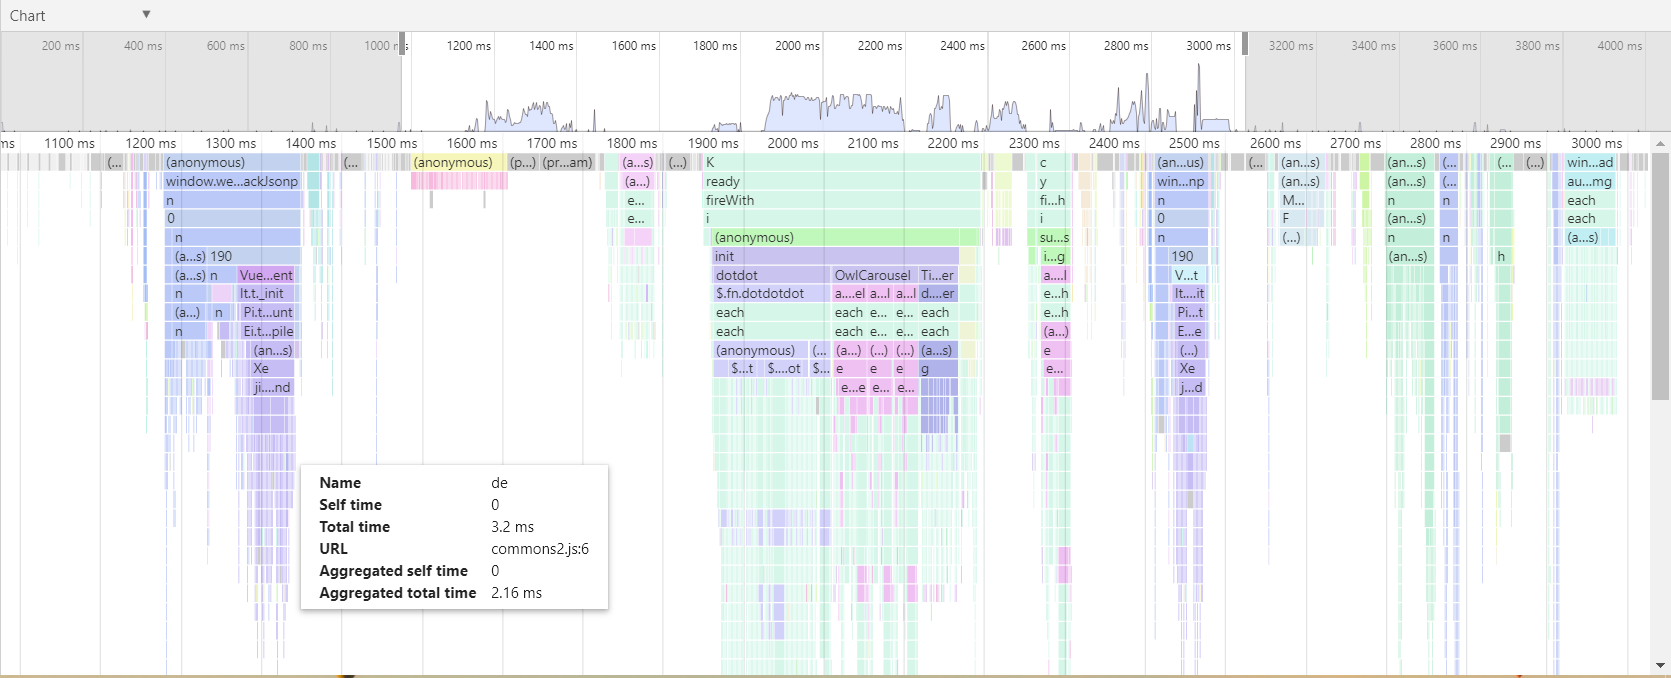 Chart ▼
200 ms 400 ms 600 ms 800 ms 1000 1200 ms 1400 ms 1600 ms 1800 ms 2000 ms 2200 ms 2400 ms 2600 ms 2800 ms 3000 ms 3200 ms 3400 ms 3600 ms 3800 ms 4000 ms
ms 1100 ms 1200 ms 1300 ms 1400 ms 1500 ms 1600 ms 1700 ms 1800 ms 1900 ms 2000 ms 2100 ms 2200 ms 2300 ms 2400 ms 2500 ms 2600 ms 2700 ms 2800 ms 2900 ms 3000 ms
(... (anonymous) (... (anonymous) (p...) (pr...am) (a...s) (...) K c (an...us) (... (an...s) (an...s) (... (... (...) win...ad
window.we...ackJsonp (a...) ready y win...np (an...s) (an...s) (... au...mg
n e... fireWith fi...h n M... n n each
0 e... i i 0 F (an...s) each
n (anonymous) su...s n (...) n n (a...s)
(a...s) 190 init i...g 190 (an...s) h
(a...s) n Vue...ent dotdot OwlCarousel Ti...er a....l V...t
n lt.t._init $.fn.dotdotdot a....el a...l a...l d....er e...h lt....it
(a...) n Pi.t...unt each each e... e... each e...h Pi...t
n Ei.t...pile each each e... e... each (a...) E...e
(an...s) (anonymous) (... (a...) (...) (...) (a...s) e (...)
Xe $...t $....ot $... e e e g e... Xe
ji....nd e...e e... e... j...d
Name de
Self time 0
Total time 3.2 ms
URL commons2.js:6
Aggregated self time 0
Aggregated total time 2.16 ms